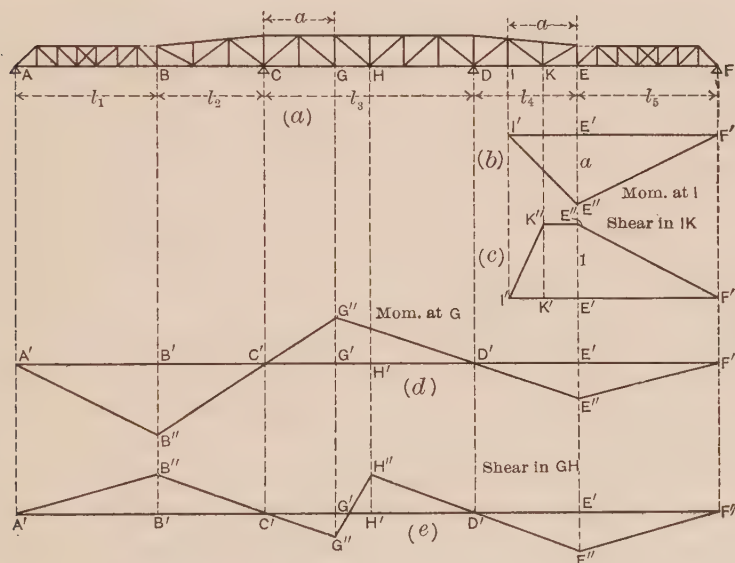 a a
A B C G H D I K E F
l₁ l₂ l₃ l₄ l₅
(a)
I' E' F'
(b) a
E'' Mom. at I
K'' E'' Shear in IK
(c) 1
I' K' E' F'
G'' Mom. at G
A' B' C' G' D' E' F'
H' (d)
E''
B''
B'' H'' Shear in GH
G' E' F'
A' B' C' H' D'
G'' (e)
E''